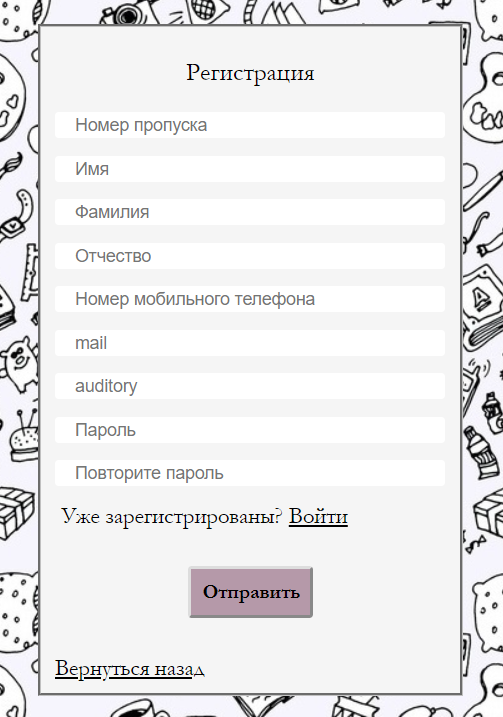 Регистрация
Номер пропуска
Имя
Фамилия
Отчество
Номер мобильного телефона
mail
auditory
Пароль
Повторите пароль
Уже зарегистрированы? Войти
Отправить
Вернуться назад